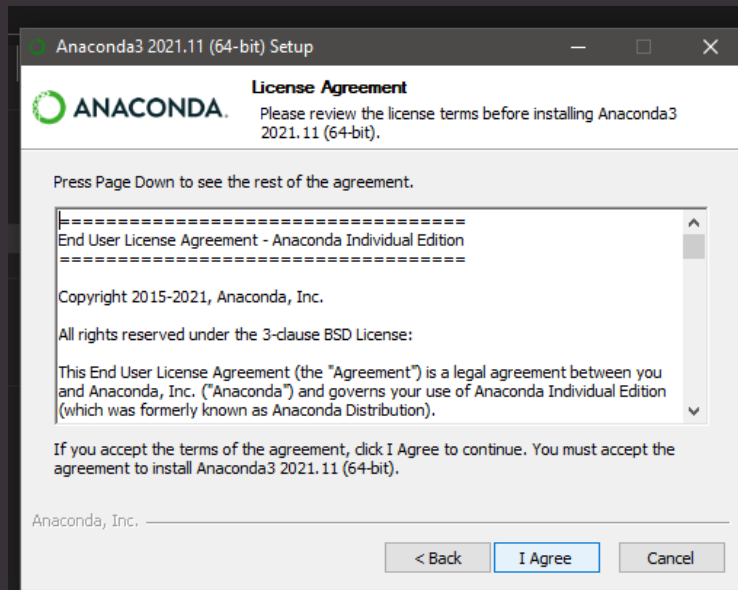 Anaconda3 2021.11 (64-bit) Setup
ANACONDA.
License Agreement
Please review the license terms before installing Anaconda3
2021.11 (64-bit).
Press Page Down to see the rest of the agreement.
===================================
End User License Agreement - Anaconda Individual Edition
===================================
Copyright 2015-2021, Anaconda, Inc.
All rights reserved under the 3-clause BSD License:
This End User License Agreement (the "Agreement") is a legal agreement between you
and Anaconda, Inc. ("Anaconda") and governs your use of Anaconda Individual Edition
(which was formerly known as Anaconda Distribution).
If you accept the terms of the agreement, click I Agree to continue. You must accept the
agreement to install Anaconda3 2021.11 (64-bit).
Anaconda, Inc.
< Back
I Agree
Cancel